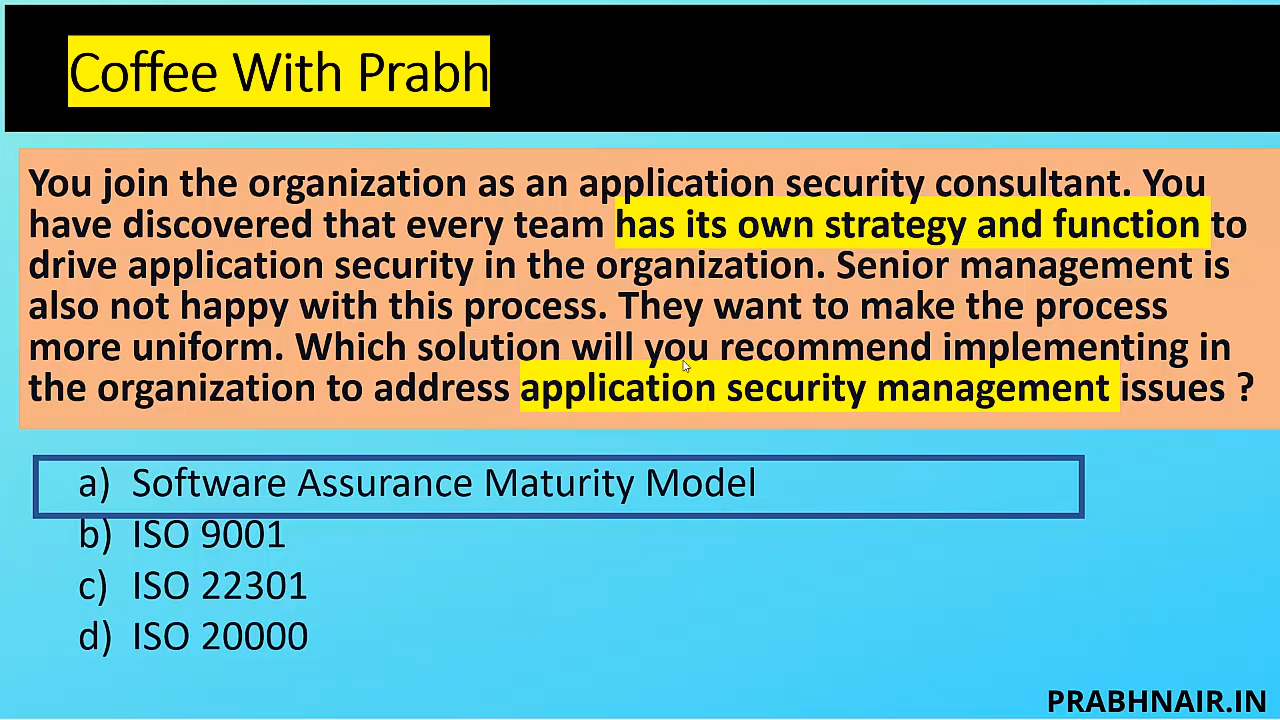 Coffee With Prabh
You join the organization as an application security consultant. You
have discovered that every team has its own strategy and function to
drive application security in the organization. Senior management is
also not happy with this process. They want to make the process
more uniform. Which solution will you recommend implementing in
the organization to address application security management issues ?
a) Software Assurance Maturity Model
b) ISO 9001
c) ISO 22301
d) ISO 20000
PRABHNAIR.IN